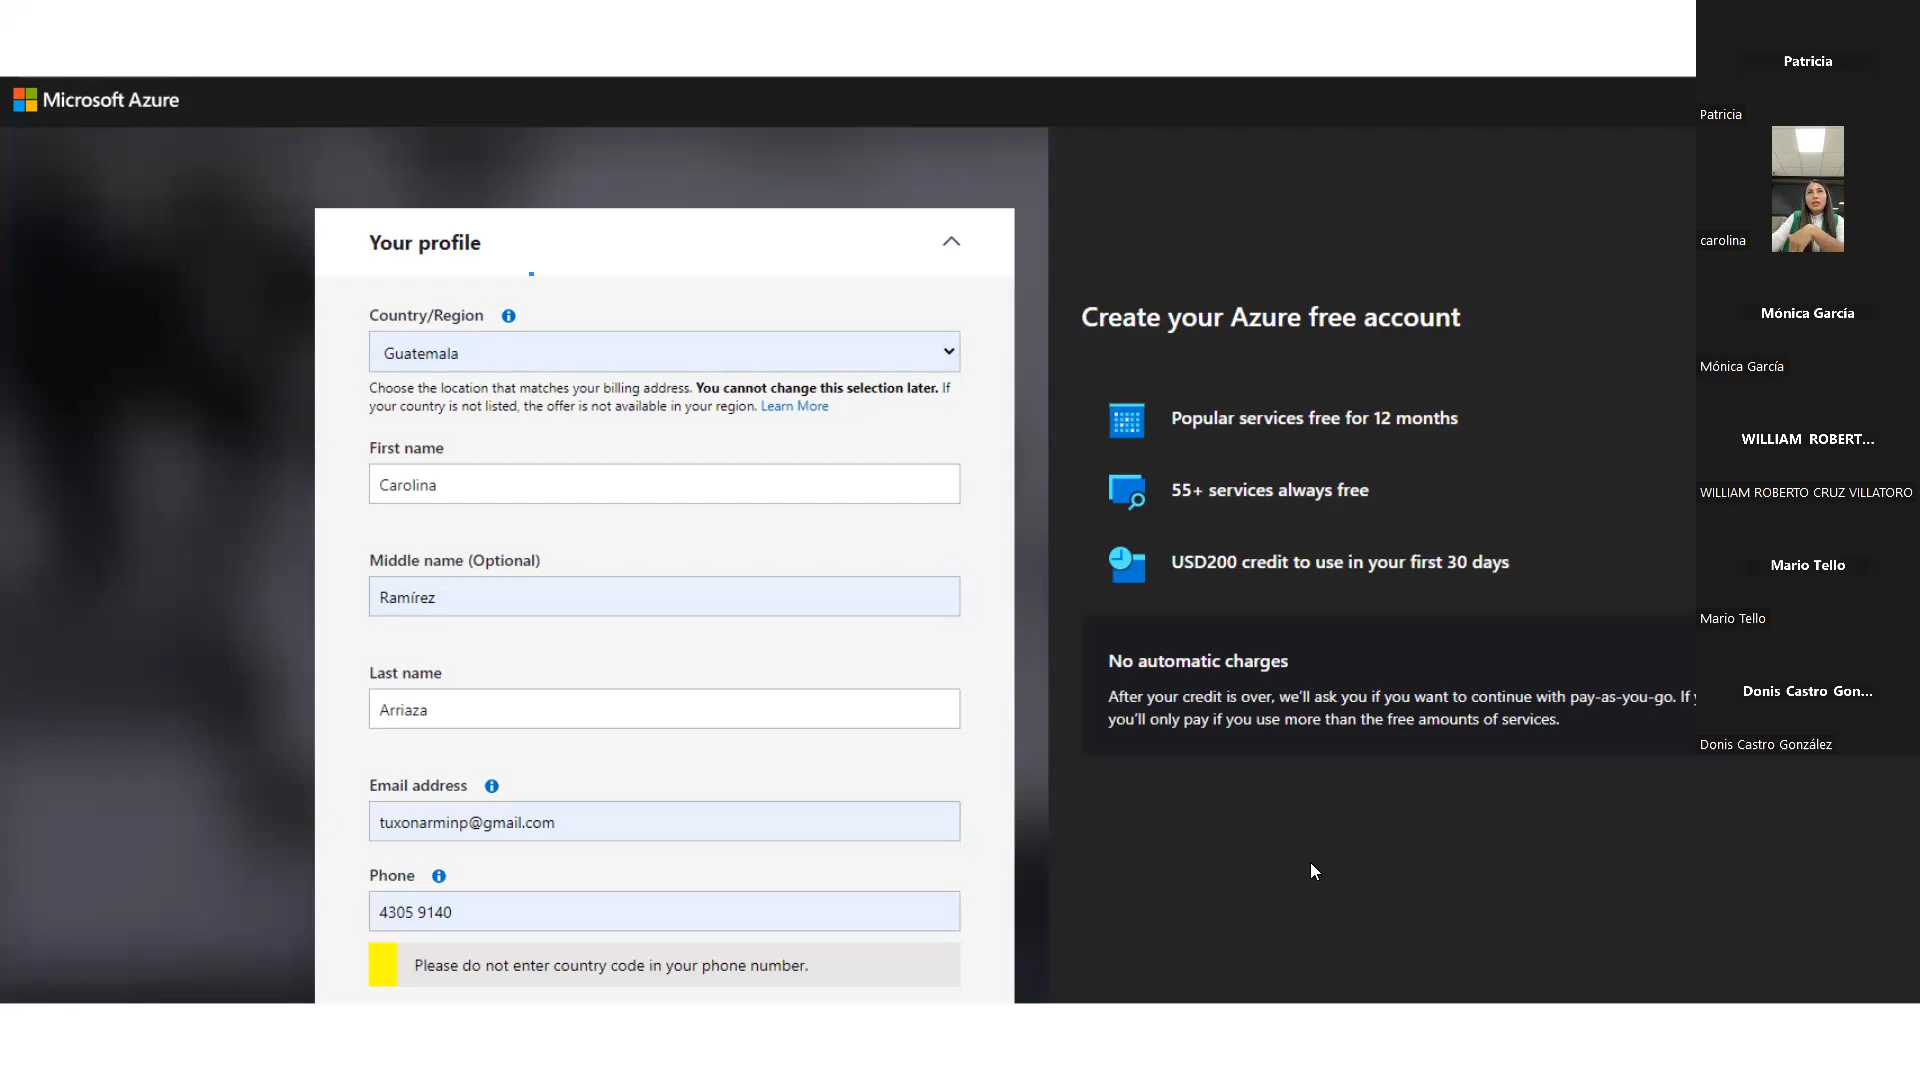 Microsoft Azure
Your profile
Country/Region
Guatemala
Choose the location that matches your billing address. You cannot change this selection later. If
your country is not listed, the offer is not available in your region. Learn More
First name
Carolina
Middle name (Optional)
Ramírez
Last name
Arriaza
Email address
tuxonarminp@gmail.com
Phone
4305 9140
Please do not enter country code in your phone number.
Create your Azure free account
Popular services free for 12 months
55+ services always free
USD200 credit to use in your first 30 days
No automatic charges
After your credit is over, we'll ask you if you want to continue with pay-as-you-go. If
you'll only pay if you use more than the free amounts of services.
Patricia
Patricia
carolina
Mónica García
Mónica García
WILLIAM ROBERT...
WILLIAM ROBERTO CRUZ VILLATORO
Mario Tello
Mario Tello
Donis Castro Gon...
Donis Castro González